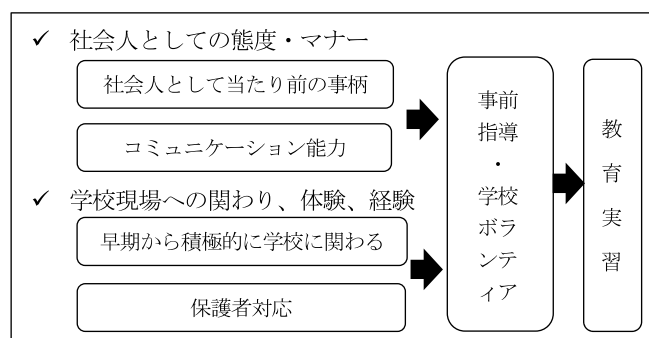 ✓ 社会人としての態度・マナー
社会人として当たり前の事柄
コミュニケーション能力
✓ 学校現場への関わり、体験、経験
早期から積極的に学校に関わる
保護者対応
事前
指導
・
学校
ボラ
ンテ
ィア
教
育
実
習